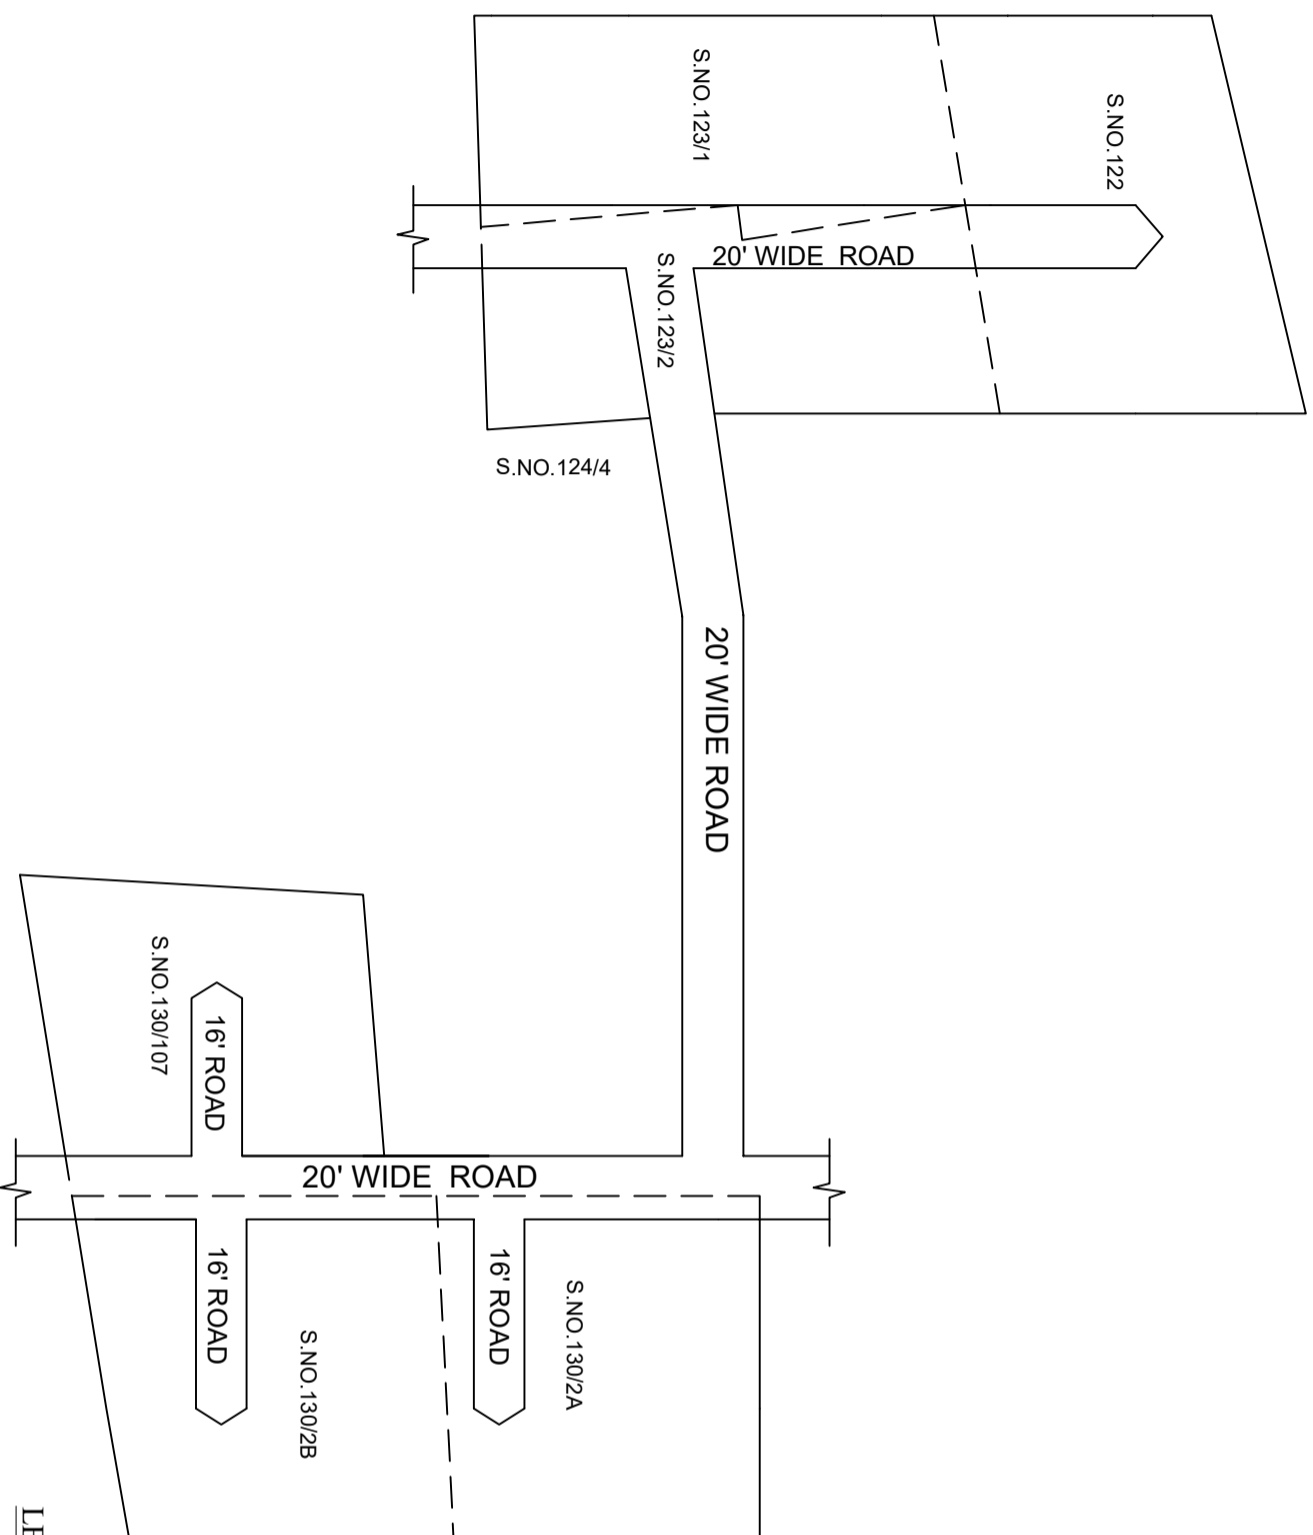 S.NO.123/1
S.NO.122
20' WIDE ROAD
S.NO.123/2
S.NO.124/4
20' WIDE ROAD
S.NO.130/107
16' ROAD
20' WIDE ROAD
16' ROAD
16' ROAD
S.NO.130/2A
S.NO.130/2B